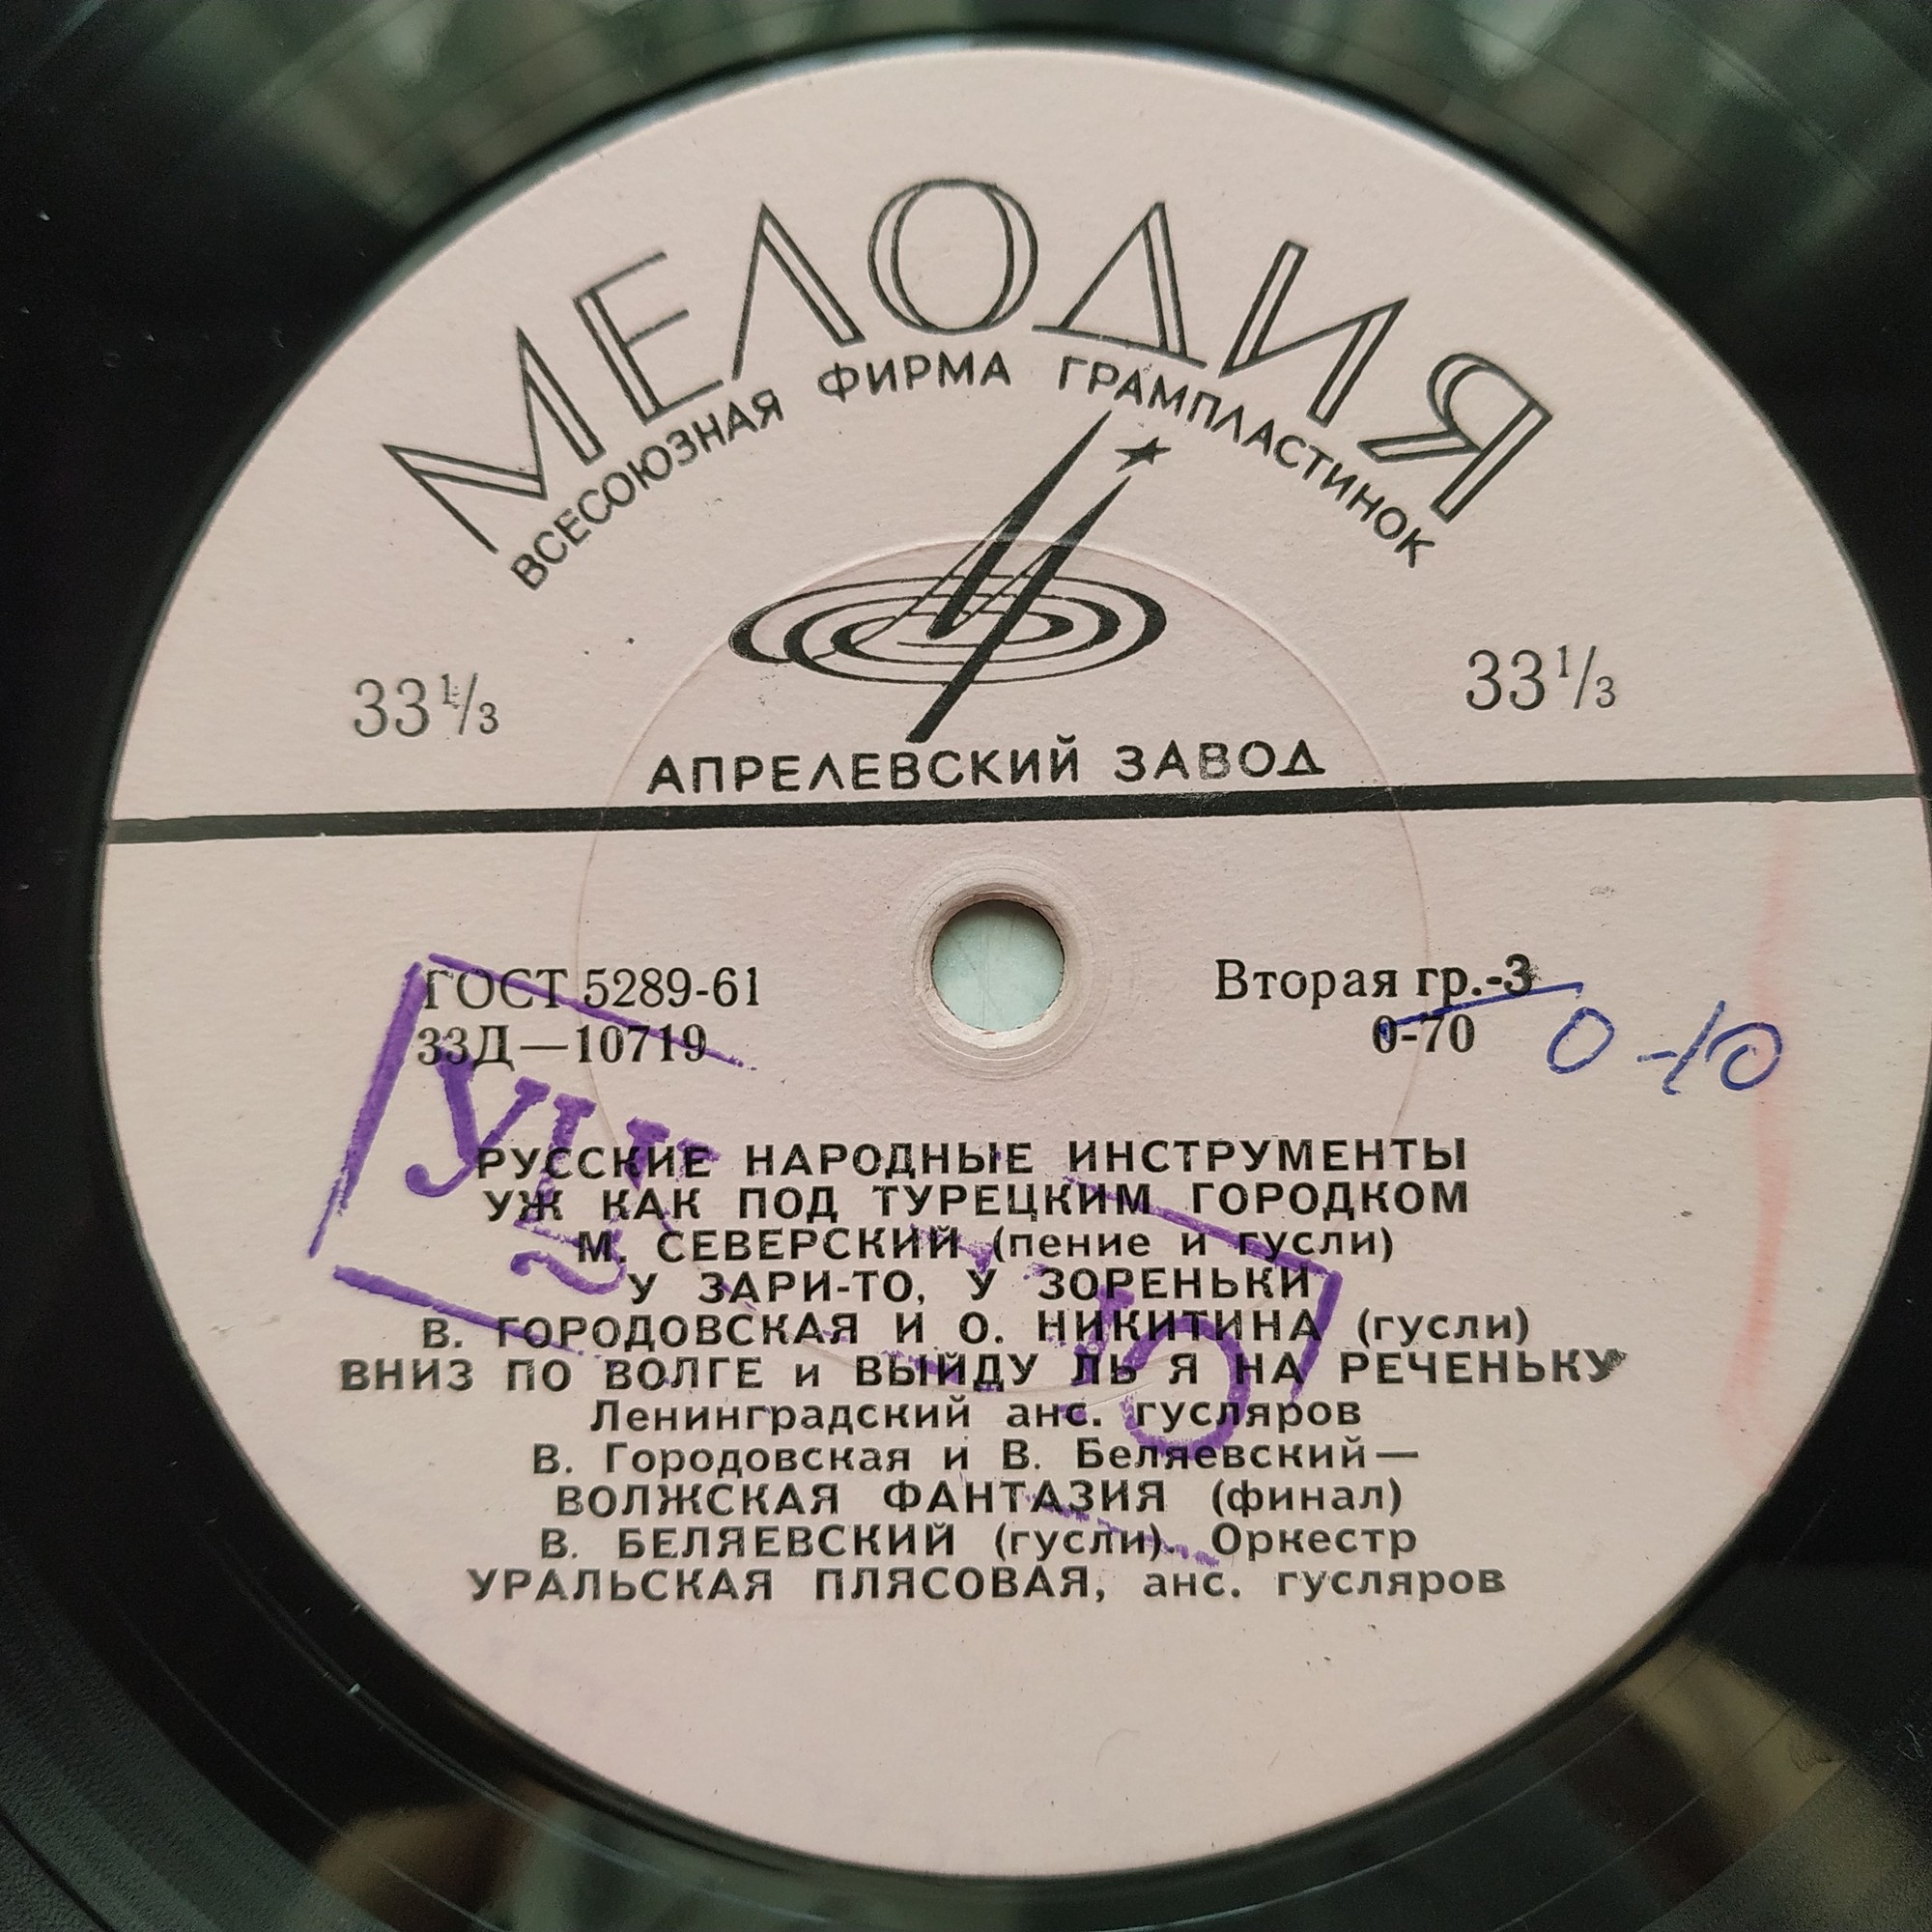 МЕЛОДИЯ
ВСЕСОЮЗНАЯ ФИРМА ГРАМПЛАСТИНОК
33⅓ 33⅓
АПРЕЛЕВСКИЙ ЗАВОД
ГОСТ 5289-61 Вторая гр.-3
33Д—10719 0-70 0-10
РУССКИЕ НАРОДНЫЕ ИНСТРУМЕНТЫ
УЖ КАК ПОД ТУРЕЦКИМ ГОРОДКОМ
М. СЕВЕРСКИЙ (пение и гусли)
У ЗАРИ-ТО, У ЗОРЕНЬКИ
В. ГОРОДОВСКАЯ И О. НИКИТИНА (гусли)
ВНИЗ ПО ВОЛГЕ и ВЫЙДУ ЛЬ Я НА РЕЧЕНЬКУ
Ленинградский анс. гусляров
В. Городовская и В. Беляевский—
ВОЛЖСКАЯ ФАНТАЗИЯ (финал)
В. БЕЛЯЕВСКИЙ (гусли). Оркестр
УРАЛЬСКАЯ ПЛЯСОВАЯ, анс. гусляров